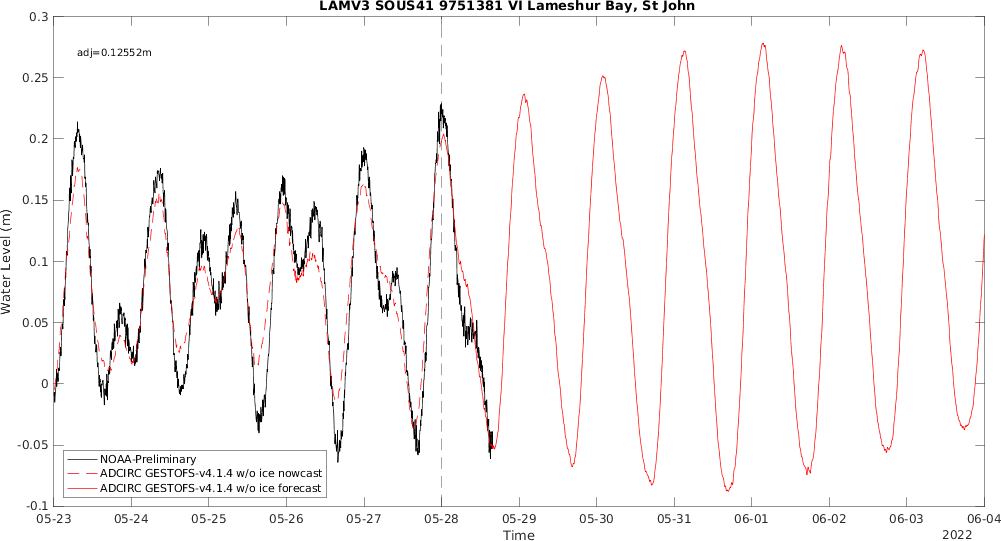 LAMV3 SOUS41 9751381 VI Lameshur Bay, St John
adj=0.12552m
0.3
0.25
0.2
0.15
0.1
0.05
0
-0.05
-0.1
Water Level (m)
NOAA-Preliminary
ADCIRC GESTOFS-v4.1.4 w/o ice nowcast
ADCIRC GESTOFS-v4.1.4 w/o ice forecast
05-23 05-24 05-25 05-26 05-27 05-28 05-29 05-30 05-31 06-01 06-02 06-03 06-04
Time
2022